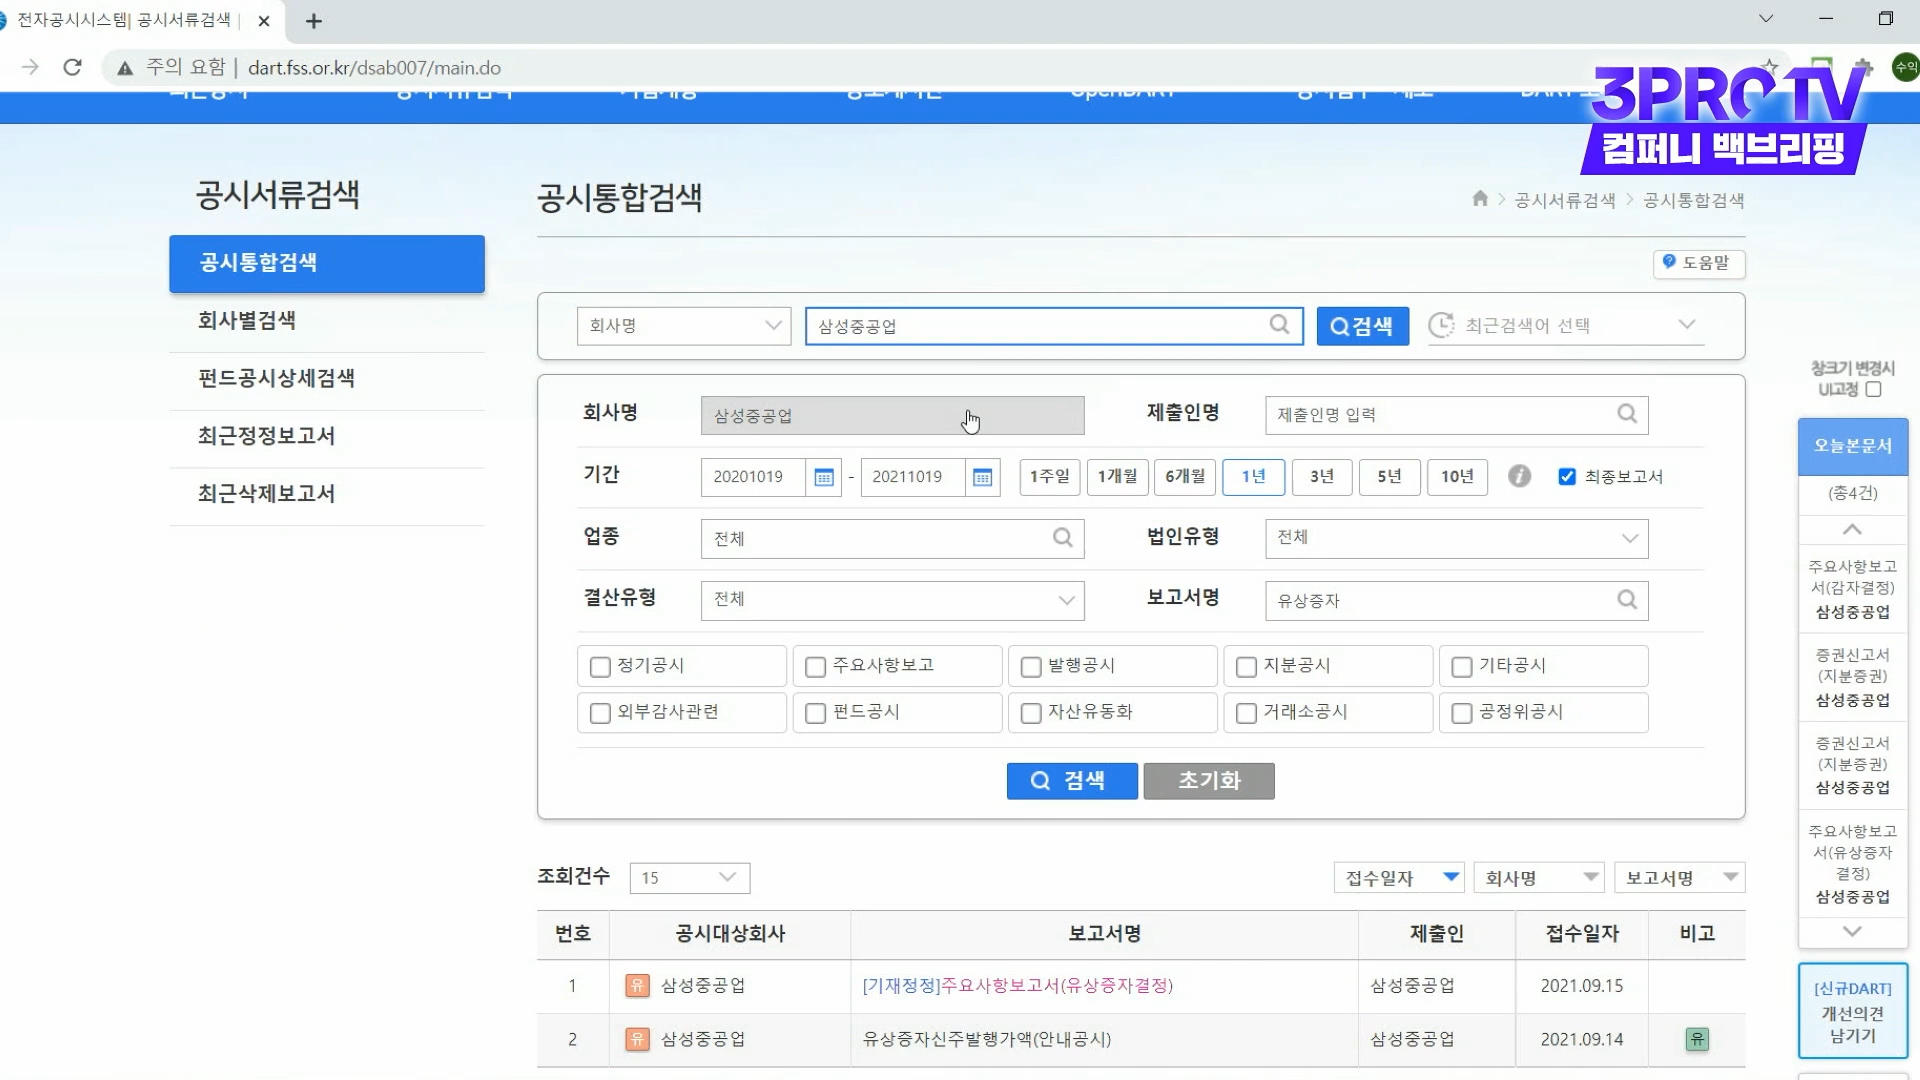 전자공시시스템| 공시서류검색 |
주의 요함 | dart.fss.or.kr/dsab007/main.do
수익
3PROTV
컴퍼니 백브리핑
공시서류검색
공시통합검색
회사별검색
펀드공시상세검색
최근정정보고서
최근삭제보고서
공시통합검색
공시서류검색 > 공시통합검색
도움말
회사명 삼성중공업 검색 최근검색어 선택
회사명 삼성중공업 제출인명 제출인명 입력
기간 20201019 - 20211019 1주일 1개월 6개월 1년 3년 5년 10년 최종보고서
업종 전체 법인유형 전체
결산유형 전체 보고서명 유상증자
정기공시 주요사항보고 발행공시 지분공시 기타공시
외부감사관련 펀드공시 자산유동화 거래소공시 공정위공시
검색 초기화
조회건수 15 접수일자 회사명 보고서명
번호 공시대상회사 보고서명 제출인 접수일자 비고
1 유 삼성중공업 [기재정정]주요사항보고서(유상증자결정) 삼성중공업 2021.09.15
2 유 삼성중공업 유상증자신주발행가액(안내공시) 삼성중공업 2021.09.14 유
창크기 변경시
UI고정
오늘본문서
(총4건)
주요사항보고
서(감자결정)
삼성중공업
증권신고서
(지분증권)
삼성중공업
증권신고서
(지분증권)
삼성중공업
주요사항보고
서(유상증자
결정)
삼성중공업
[신규DART]
개선의견
남기기